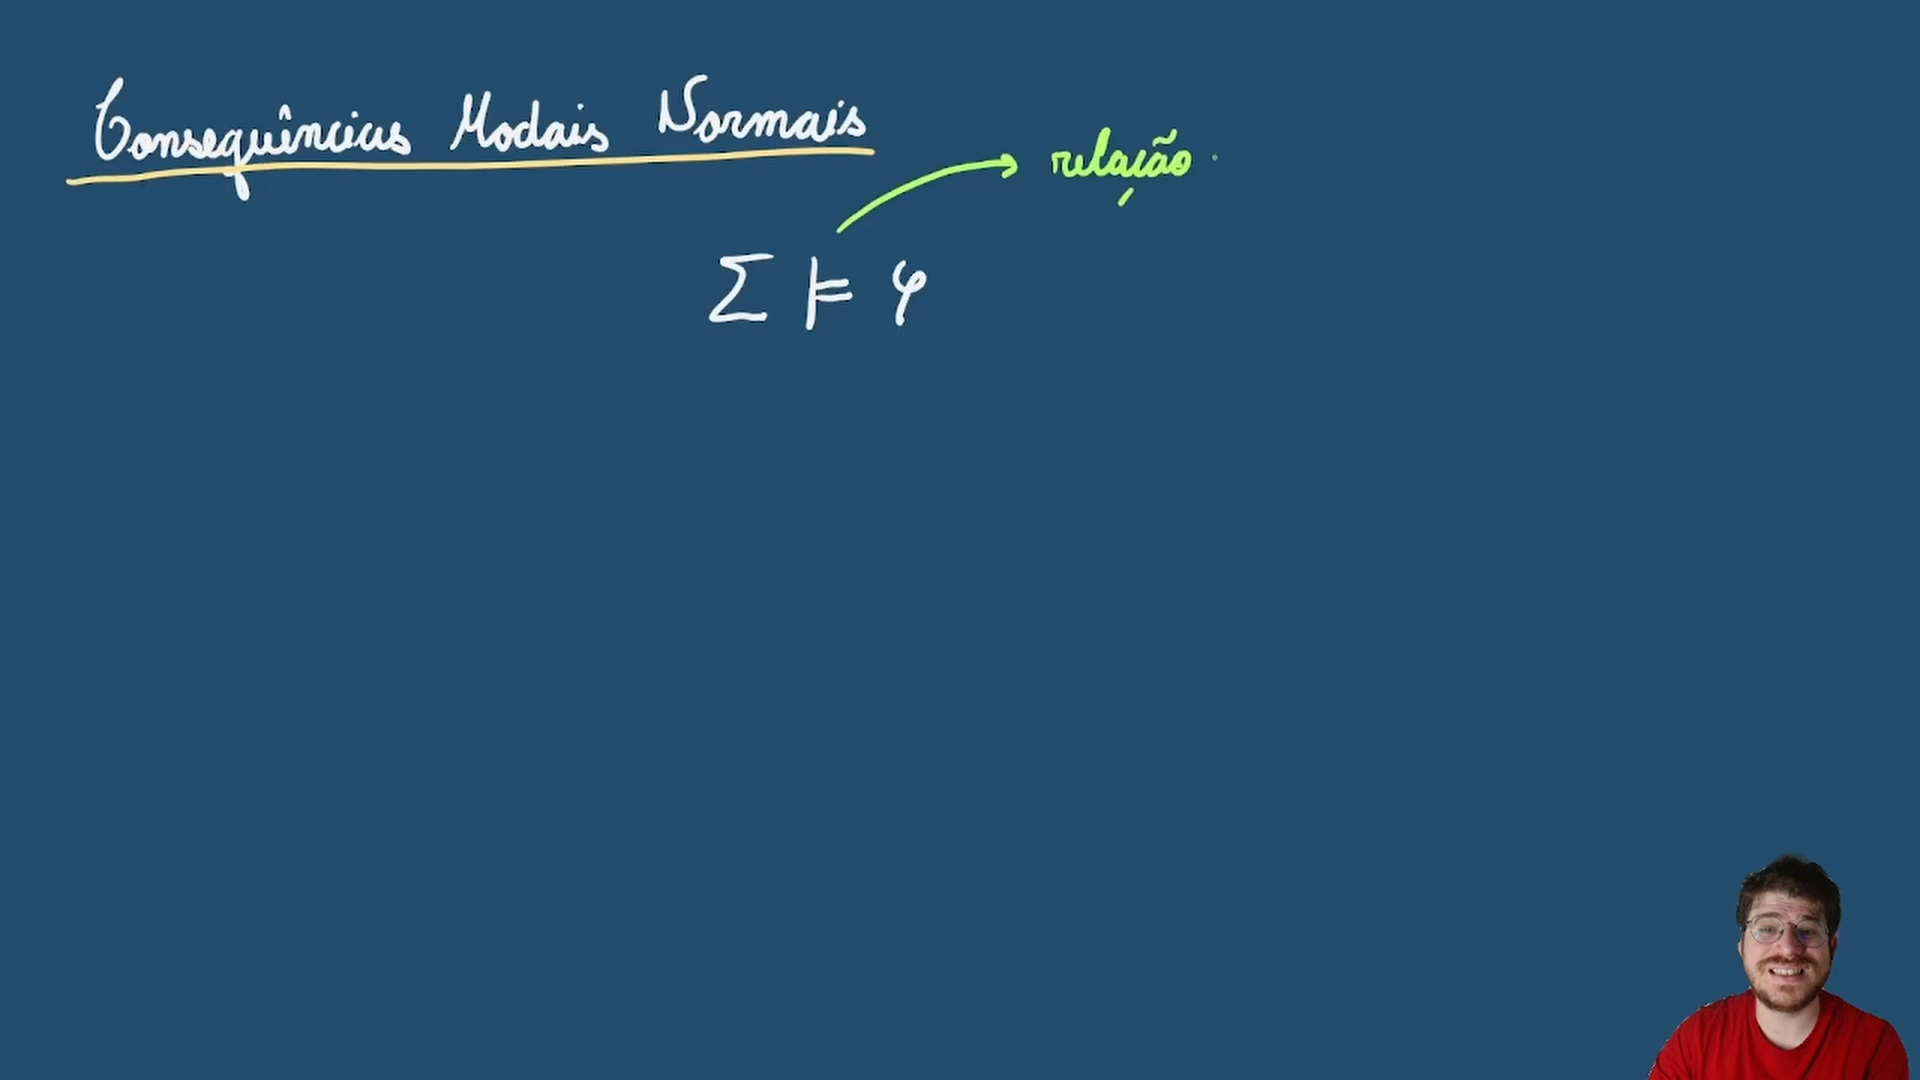 Consequências Modais Normais
relação
Σ ⊨ φ